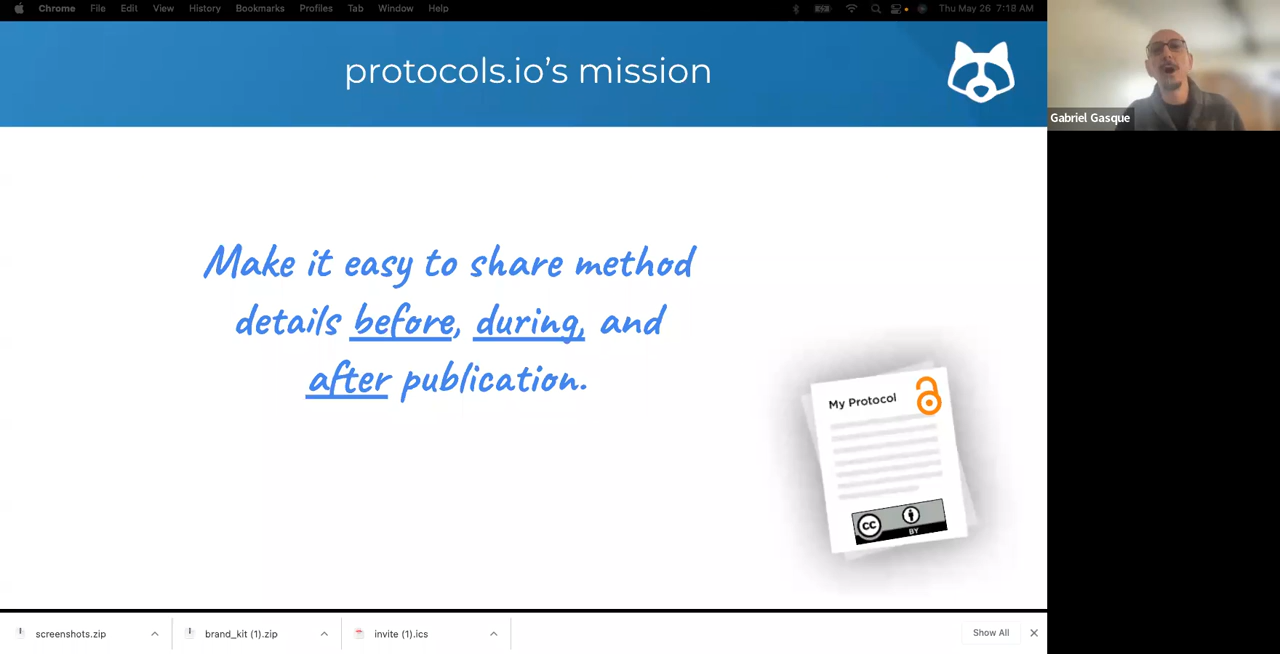 Chrome File Edit View History Bookmarks Profiles Tab Window Help Thu May 26 7:18 AM
protocols.io's mission
Gabriel Gasque
Make it easy to share method
details before, during, and
after publication.
My Protocol
cc
BY
screenshots.zip
brand_kit (1).zip
invite (1).ics
Show All